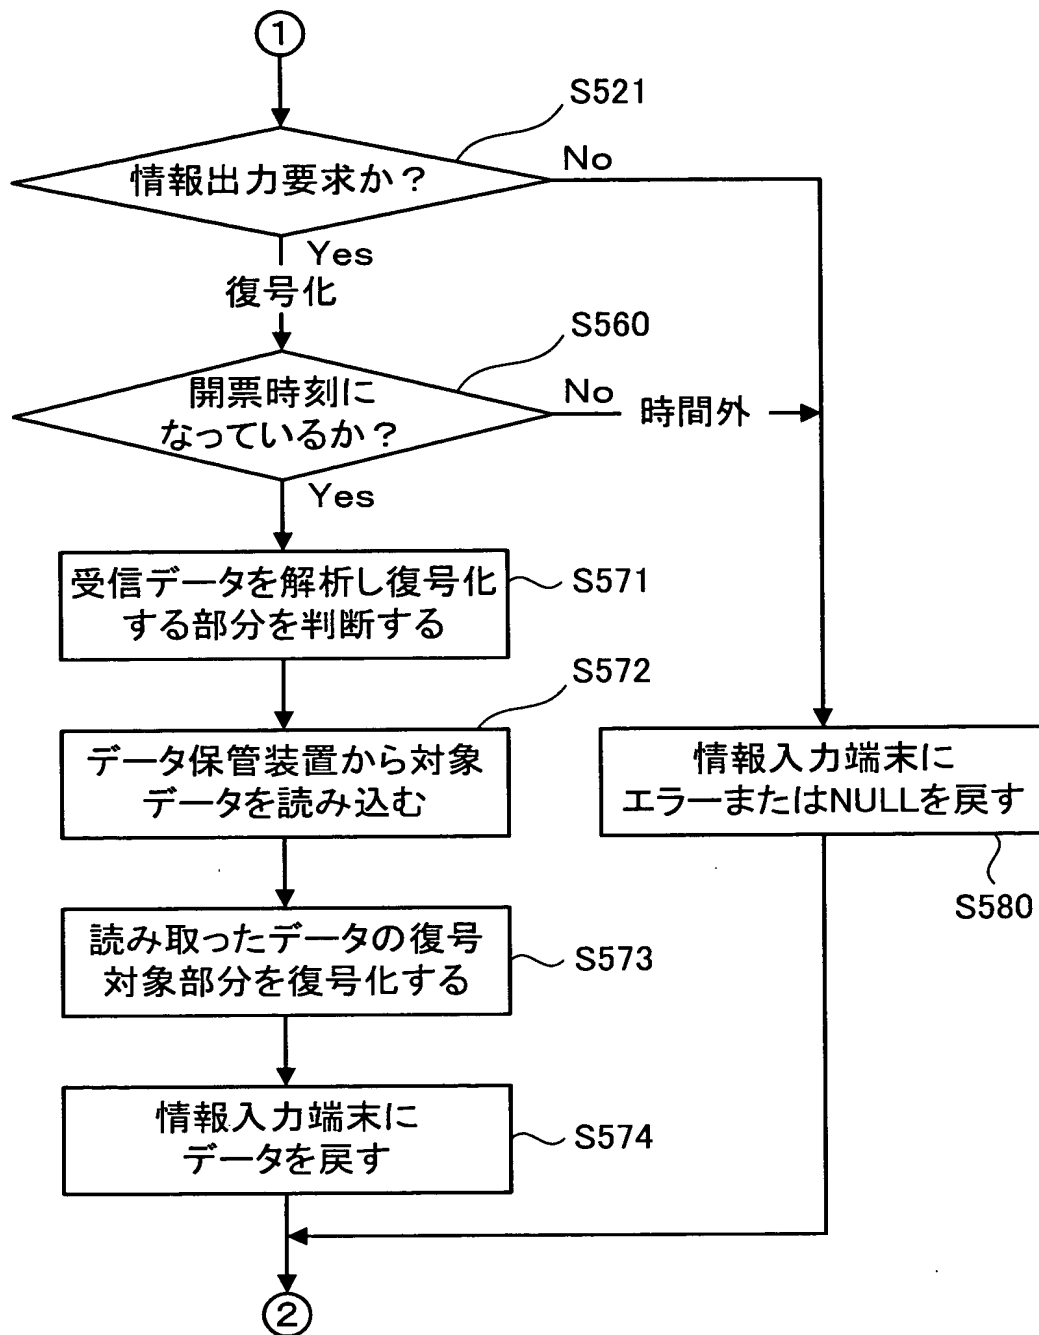 1
S521
情報出力要求か？
No
Yes
復号化
S560
開票時刻に
なっているか？
No
時間外
Yes
受信データを解析し復号化
する部分を判断する
S571
S572
データ保管装置から対象
データを読み込む
情報入力端末に
エラーまたはNULLを戻す
S580
読み取ったデータの復号
対象部分を復号化する
S573
情報入力端末に
データを戻す
S574
2